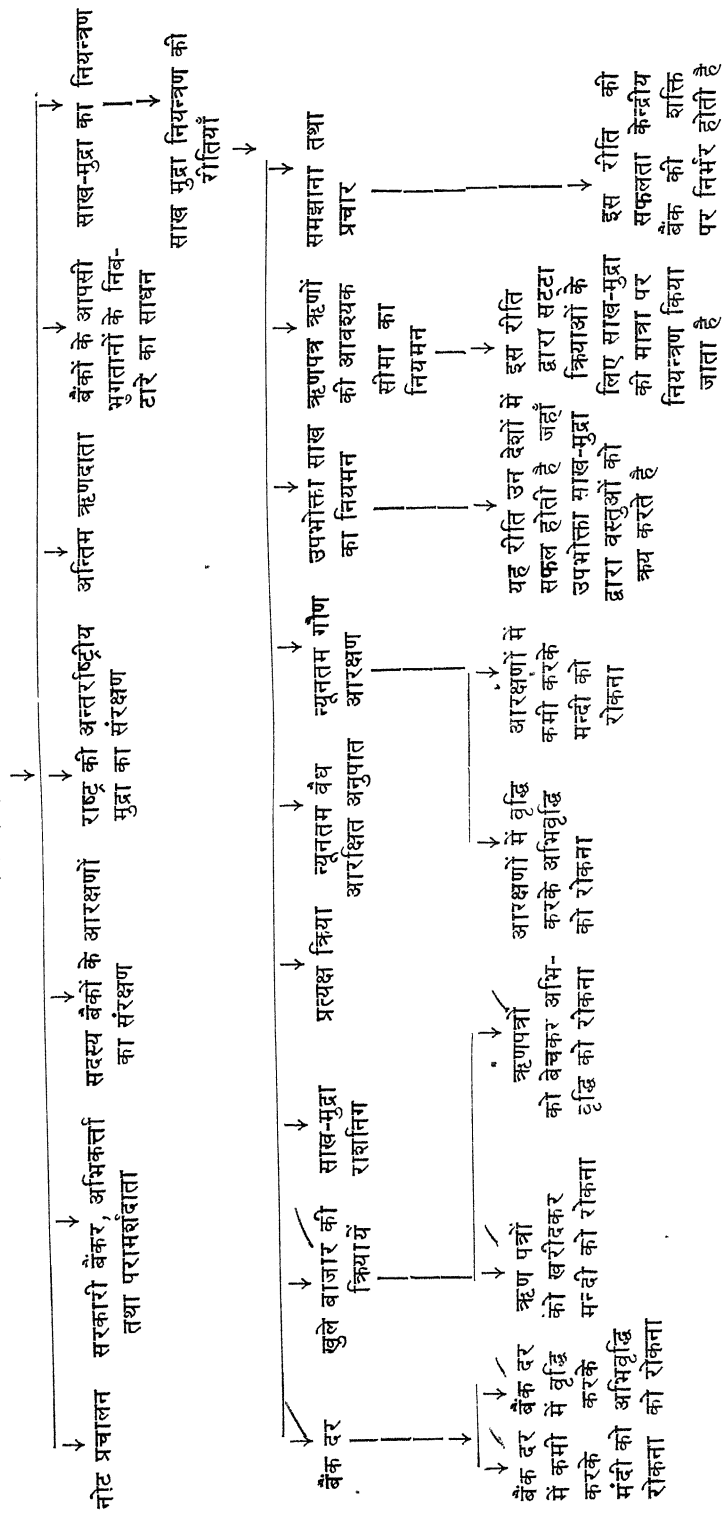 नोट प्रचालन
सरकारी बैंकर, अभिकर्त्ता
तथा परामर्शदाता
सदस्य बैंकों के आरक्षणों
का संरक्षण
राष्ट्र की अन्तर्राष्ट्रीय
मुद्रा का संरक्षण
अन्तिम ऋणदाता
बैंकों के आपसी
भुगतानों के निब-
टारे का साधन
साख-मुद्रा का नियन्त्रण
साख मुद्रा नियन्त्रण की
रीतियाँ
बैंक दर
खुले बाजार की
क्रियायें
साख-मुद्रा
राशनिंग
प्रत्यक्ष क्रिया
न्यूनतम वैध
आरक्षित अनुपात
न्यूनतम गौण
आरक्षण
उपभोक्ता साख
का नियमन
ऋणपत्र ऋणों
की आवश्यक
सीमा का
नियमन
समझाना तथा
प्रचार
बैंक दर
में कमी
करके
मंदी को
रोकना
बैंक दर
में वृद्धि
करके
अभिवृद्धि
को रोकना
ऋण पत्रों
को खरीदकर
मन्दी को रोकना
ऋणपत्रों
को बेचकर अभि-
वृद्धि को रोकना
आरक्षणों में वृद्धि
करके अभिवृद्धि
को रोकना
आरक्षणों में
कमी करके
मन्दी को
रोकना
यह रीति उन देशों में
सफल होती है जहाँ
उपभोक्ता साख-मुद्रा
द्वारा वस्तुओं को
क्रय करते है
इस रीति
द्वारा सट्टा
क्रियाओं के
लिए साख-मुद्रा
की मात्रा पर
नियन्त्रण किया
जाता है
इस रीति की
सफलता केन्द्रीय
बैंक की शक्ति
पर निर्भर होती है